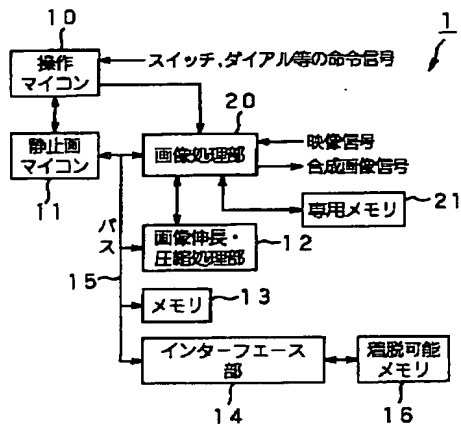 10
1
操作
マイコン
スイッチ、ダイアル等の命令信号
20
静止画
マイコン
11
画像処理部
映像信号
合成画像信号
専用メモリ
21
バ
ス
画像伸長・
圧縮処理部
12
15
メモリ
13
インターフェース
部
14
着脱可能
メモリ
16